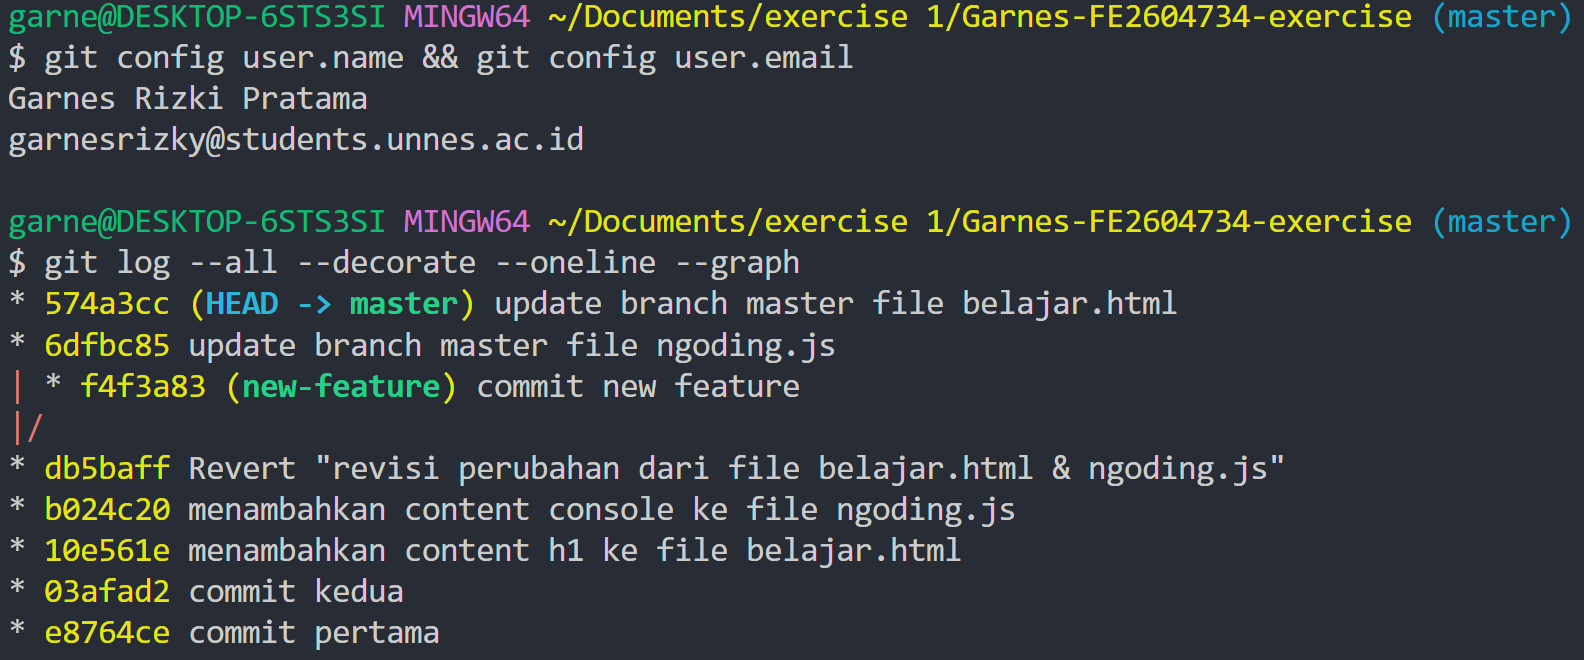 garne@DESKTOP-6STS3SI MINGW64 ~/Documents/exercise 1/Garnes-FE2604734-exercise (master)
$ git config user.name && git config user.email
Garnes Rizki Pratama
garnesrizky@students.unnes.ac.id
garne@DESKTOP-6STS3SI MINGW64 ~/Documents/exercise 1/Garnes-FE2604734-exercise (master)
$ git log --all --decorate --oneline --graph
* 574a3cc (HEAD -> master) update branch master file belajar.html
* 6dfbc85 update branch master file ngoding.js
| * f4f3a83 (new-feature) commit new feature
|/
* db5baff Revert "revisi perubahan dari file belajar.html & ngoding.js"
* b024c20 menambahkan content console ke file ngoding.js
* 10e561e menambahkan content h1 ke file belajar.html
* 03afad2 commit kedua
* e8764ce commit pertama